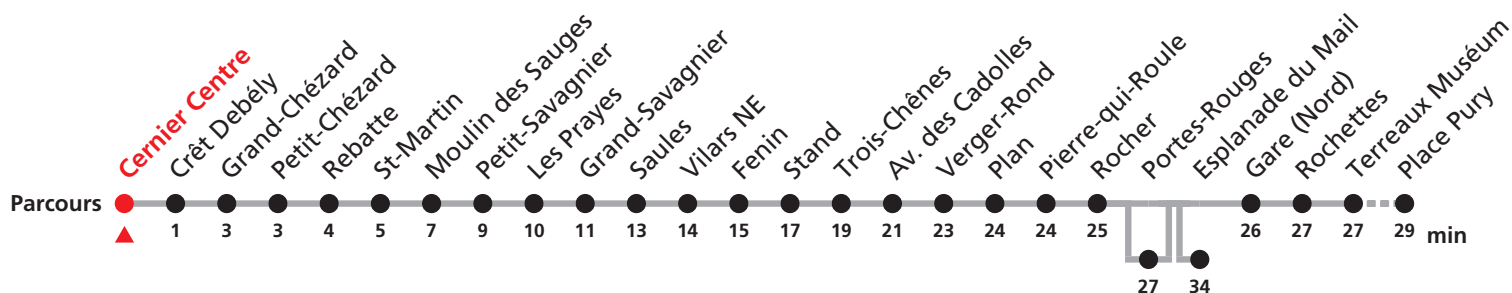 Cernier Centre
Crêt Debély
Grand-Chézard
Petit-Chézard
Rebatte
St-Martin
Moulin des Sauges
Petit-Savagnier
Les Prayes
Grand-Savagnier
Saules
Vilars NE
Fenin
Stand
Trois-Chênes
Av. des Cadolles
Verger-Rond
Plan
Pierre-qui-Roule
Rocher
Portes-Rouges
Esplanade du Mail
Gare (Nord)
Rochettes
Terreaux Muséum
Place Pury
Parcours
1 3 3 4 5 7 9 10 11 13 14 15 17 19 21 23 24 24 25 26 27 27 29 min
27 34